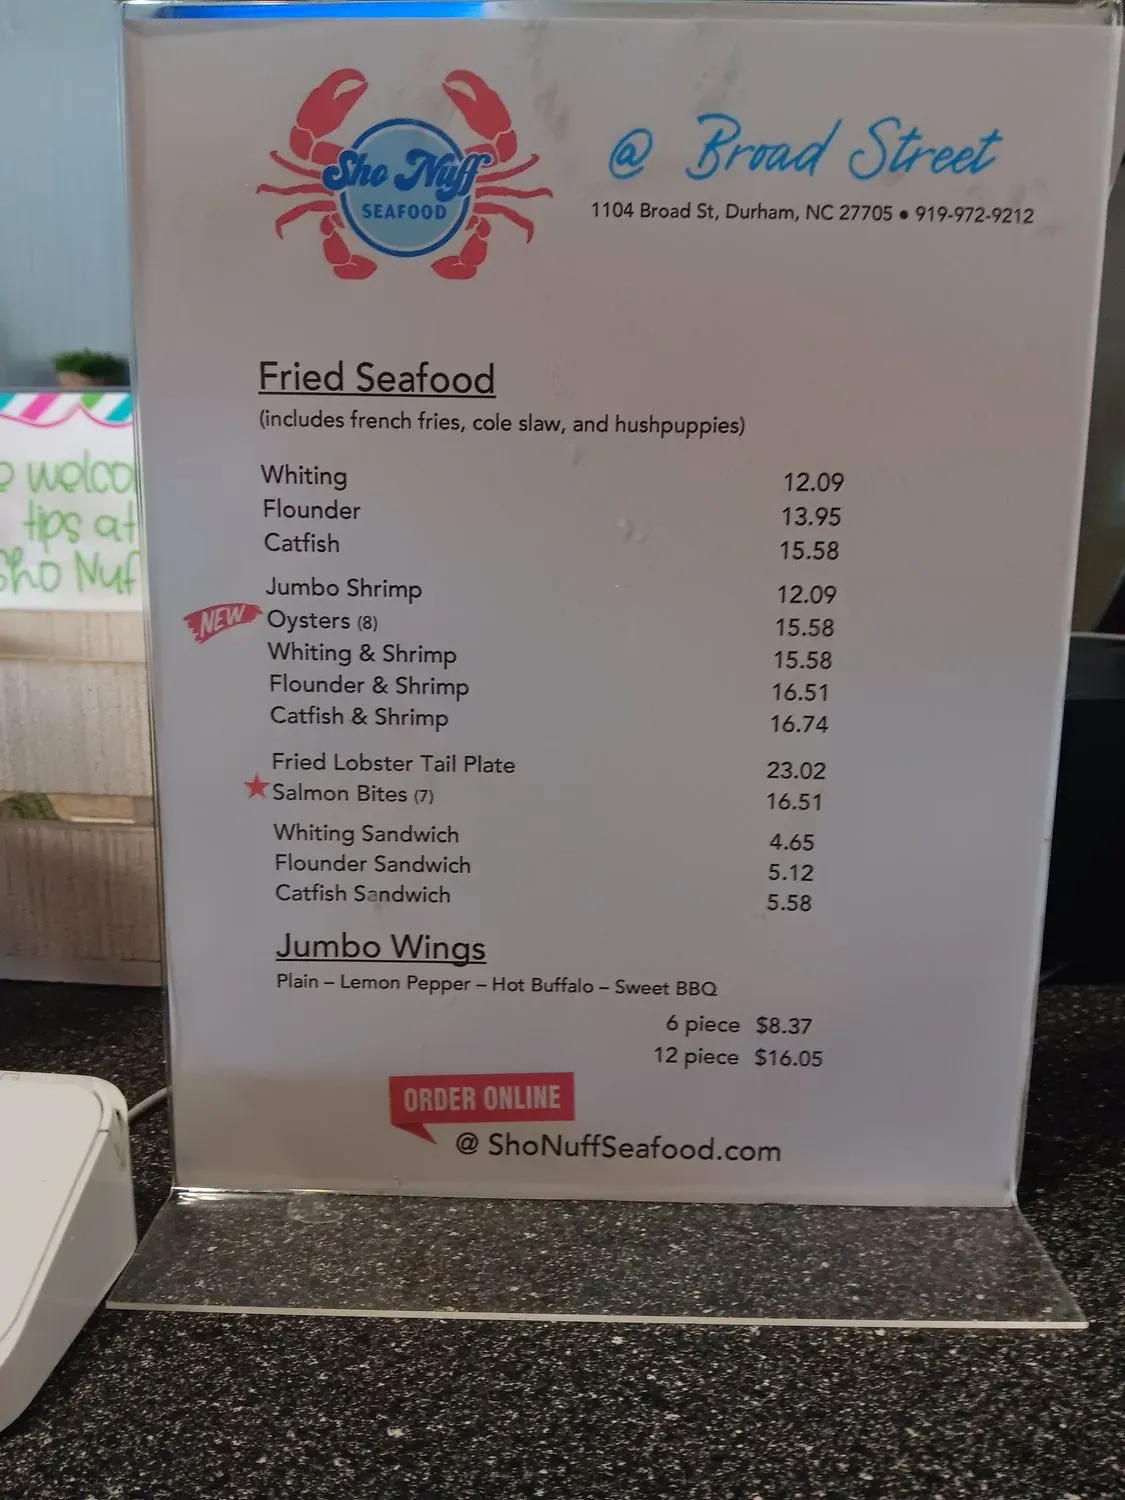 Sho Nuff
SEAFOOD
@ Broad Street
1104 Broad St, Durham, NC 27705 • 919-972-9212
Fried Seafood
(includes french fries, cole slaw, and hushpuppies)
Whiting 12.09
Flounder 13.95
Catfish 15.58
Jumbo Shrimp 12.09
NEW Oysters (8) 15.58
Whiting & Shrimp 15.58
Flounder & Shrimp 16.51
Catfish & Shrimp 16.74
Fried Lobster Tail Plate 23.02
★ Salmon Bites (7) 16.51
Whiting Sandwich 4.65
Flounder Sandwich 5.12
Catfish Sandwich 5.58
Jumbo Wings
Plain – Lemon Pepper – Hot Buffalo – Sweet BBQ
6 piece $8.37
12 piece $16.05
ORDER ONLINE
@ ShoNuffSeafood.com
welco
tips at
Sho Nuf